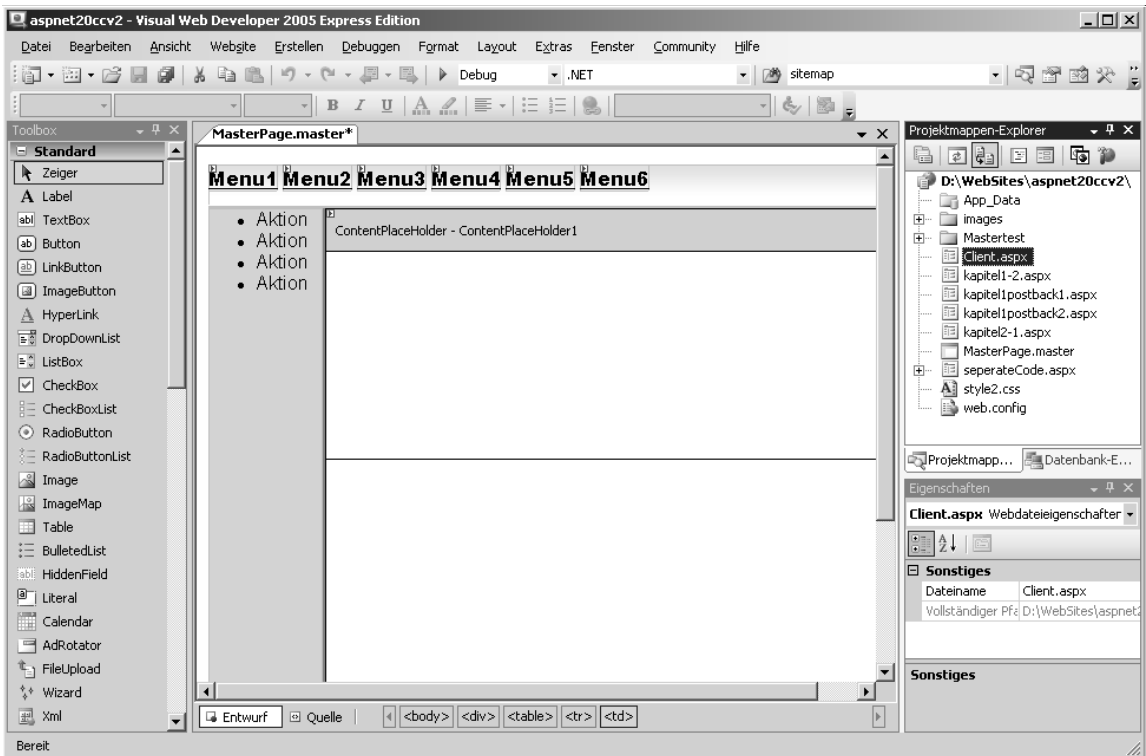 aspnet20ccv2 - Visual Web Developer 2005 Express Edition
Datei Bearbeiten Ansicht Website Erstellen Debuggen Format Layout Extras Fenster Community Hilfe
Debug .NET sitemap
B I U A
Toolbox
Standard
Zeiger
A Label
abl TextBox
ab Button
ab LinkButton
ImageButton
A HyperLink
DropDownList
ListBox
CheckBox
CheckBoxList
RadioButton
RadioButtonList
Image
ImageMap
Table
BulletedList
abl HiddenField
Literal
Calendar
AdRotator
FileUpload
Wizard
Xml
MasterPage.master*
Menu1 Menu2 Menu3 Menu4 Menu5 Menu6
• Aktion
• Aktion
• Aktion
• Aktion
ContentPlaceHolder - ContentPlaceHolder1
Entwurf Quelle <body> <div> <table> <tr> <td>
Projektmappen-Explorer
D:\WebSites\aspnet20ccv2\
App_Data
images
Mastertest
Client.aspx
kapitel1-2.aspx
kapitel1postback1.aspx
kapitel1postback2.aspx
kapitel2-1.aspx
MasterPage.master
seperateCode.aspx
style2.css
web.config
Projektmapp... Datenbank-E...
Eigenschaften
Client.aspx Webdateieigenschafter
Sonstiges
Dateiname Client.aspx
Vollständiger Pfa D:\WebSites\aspnet2
Sonstiges
Bereit